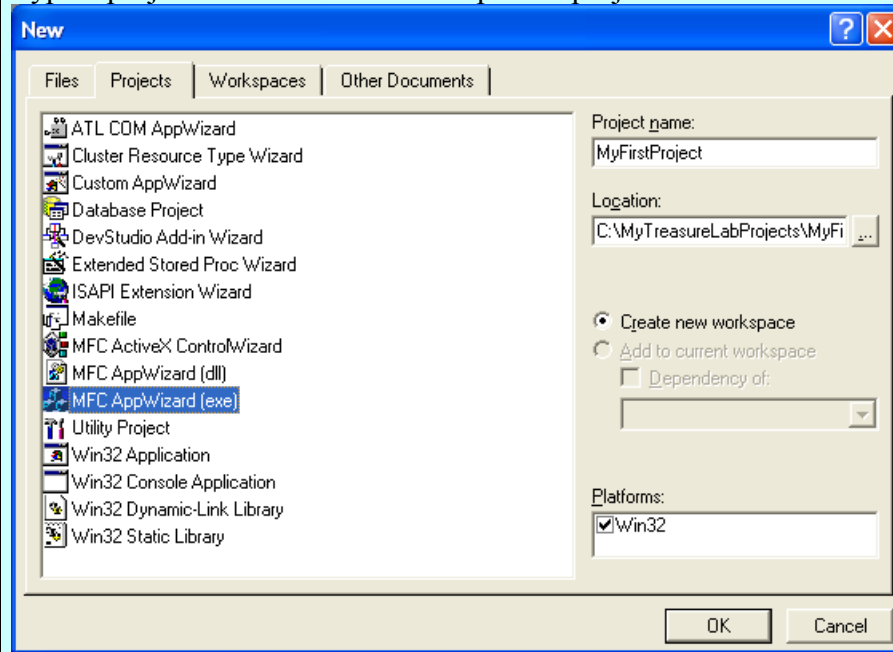 New
Files Projects Workspaces Other Documents
ATL COM AppWizard
Cluster Resource Type Wizard
Custom AppWizard
Database Project
DevStudio Add-in Wizard
Extended Stored Proc Wizard
ISAPI Extension Wizard
Makefile
MFC ActiveX ControlWizard
MFC AppWizard (dll)
MFC AppWizard (exe)
Utility Project
Win32 Application
Win32 Console Application
Win32 Dynamic-Link Library
Win32 Static Library
Project name:
MyFirstProject
Location:
C:\MyTreasureLabProjects\MyFi
...
Create new workspace
Add to current workspace
Dependency of:
Platforms:
Win32
OK Cancel